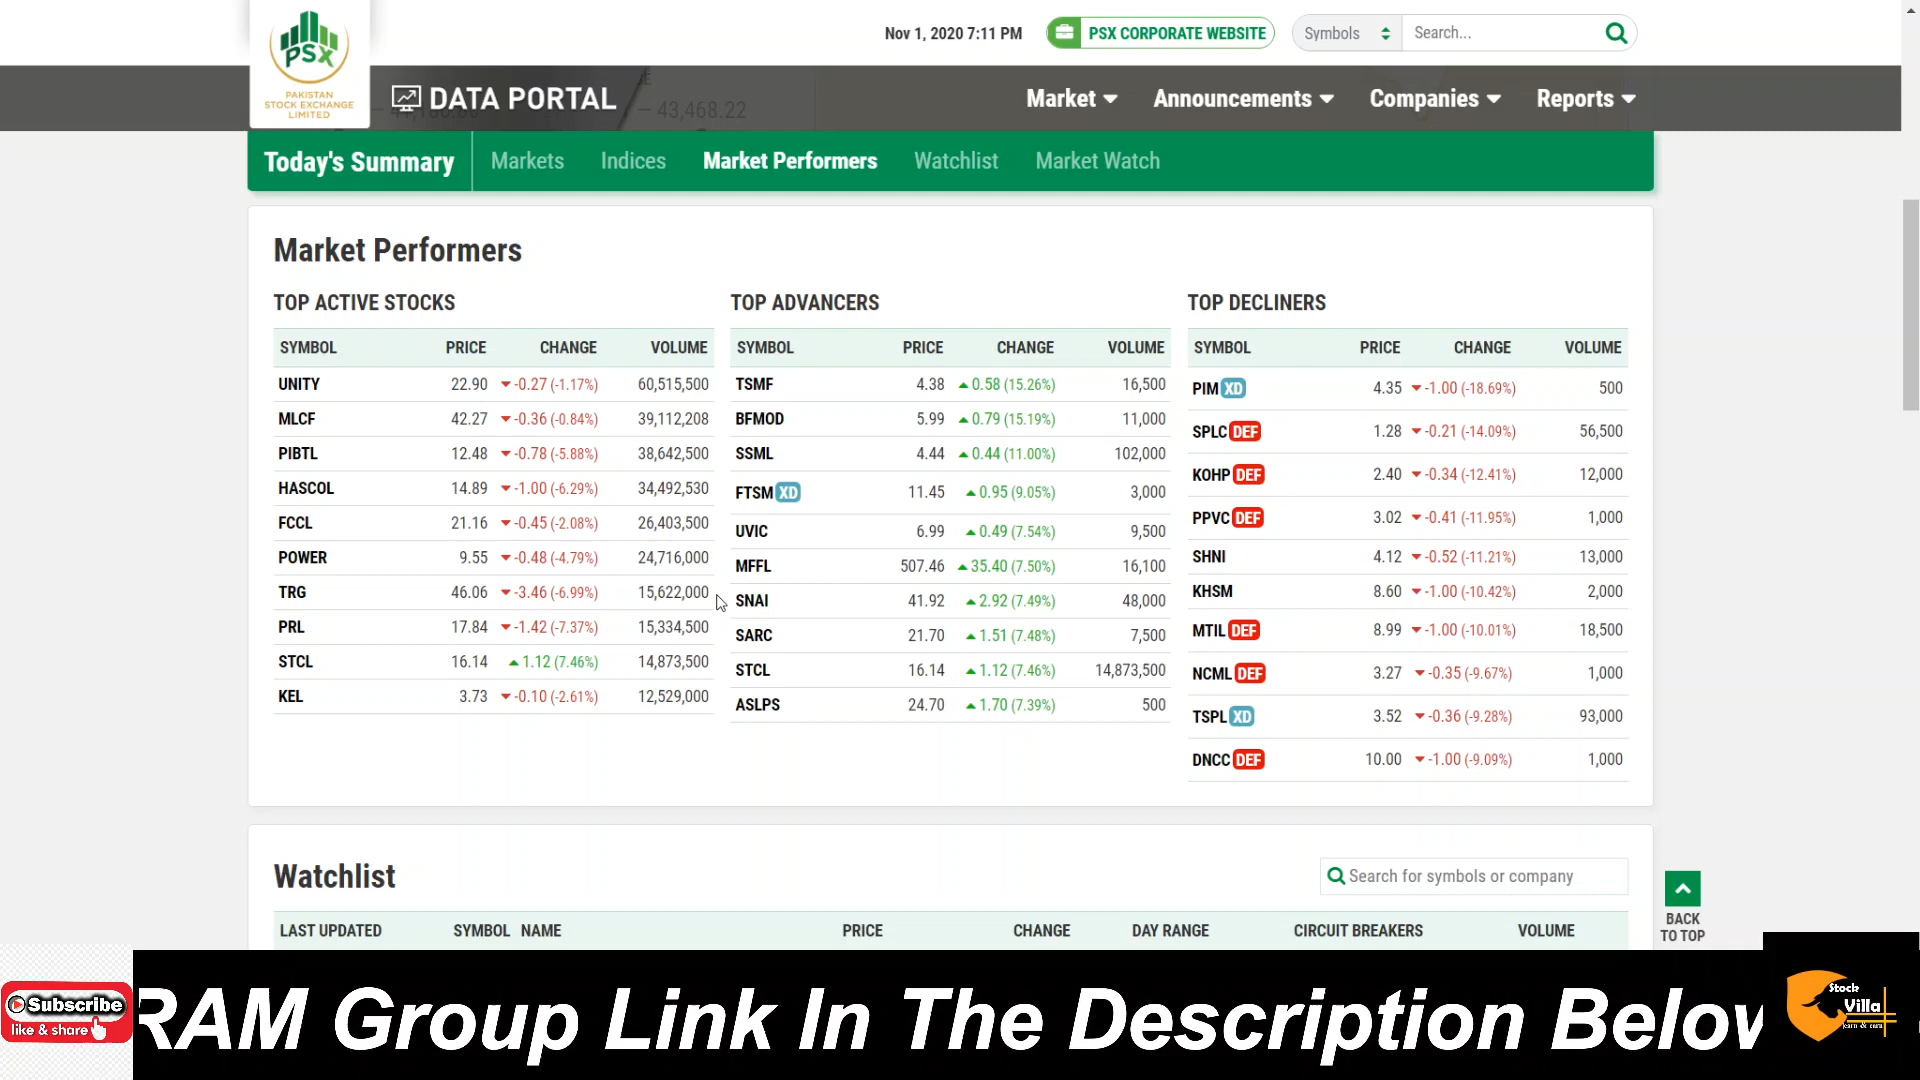 PSX
PAKISTAN
STOCK EXCHANGE
LIMITED
Nov 1, 2020 7:11 PM
PSX CORPORATE WEBSITE
Symbols
Search...
DATA PORTAL
43,468.22
Market
Announcements
Companies
Reports
Today's Summary
Markets
Indices
Market Performers
Watchlist
Market Watch
Market Performers
TOP ACTIVE STOCKS
SYMBOL PRICE CHANGE VOLUME
UNITY 22.90 -0.27 (-1.17%) 60,515,500
MLCF 42.27 -0.36 (-0.84%) 39,112,208
PIBTL 12.48 -0.78 (-5.88%) 38,642,500
HASCOL 14.89 -1.00 (-6.29%) 34,492,530
FCCL 21.16 -0.45 (-2.08%) 26,403,500
POWER 9.55 -0.48 (-4.79%) 24,716,000
TRG 46.06 -3.46 (-6.99%) 15,622,000
PRL 17.84 -1.42 (-7.37%) 15,334,500
STCL 16.14 1.12 (7.46%) 14,873,500
KEL 3.73 -0.10 (-2.61%) 12,529,000
TOP ADVANCERS
SYMBOL PRICE CHANGE VOLUME
TSMF 4.38 0.58 (15.26%) 16,500
BFMOD 5.99 0.79 (15.19%) 11,000
SSML 4.44 0.44 (11.00%) 102,000
FTSM XD 11.45 0.95 (9.05%) 3,000
UVIC 6.99 0.49 (7.54%) 9,500
MFFL 507.46 35.40 (7.50%) 16,100
SNAI 41.92 2.92 (7.49%) 48,000
SARC 21.70 1.51 (7.48%) 7,500
STCL 16.14 1.12 (7.46%) 14,873,500
ASLPS 24.70 1.70 (7.39%) 500
TOP DECLINERS
SYMBOL PRICE CHANGE VOLUME
PIM XD 4.35 -1.00 (-18.69%) 500
SPLC DEF 1.28 -0.21 (-14.09%) 56,500
KOHP DEF 2.40 -0.34 (-12.41%) 12,000
PPVC DEF 3.02 -0.41 (-11.95%) 1,000
SHNI 4.12 -0.52 (-11.21%) 13,000
KHSM 8.60 -1.00 (-10.42%) 2,000
MTIL DEF 8.99 -1.00 (-10.01%) 18,500
NCML DEF 3.27 -0.35 (-9.67%) 1,000
TSPL XD 3.52 -0.36 (-9.28%) 93,000
DNCC DEF 10.00 -1.00 (-9.09%) 1,000
Watchlist
Search for symbols or company
LAST UPDATED SYMBOL NAME PRICE CHANGE DAY RANGE CIRCUIT BREAKERS VOLUME
BACK
TO TOP
Subscribe
like & share
RAM Group Link In The Description Below
Stock
Villa
learn & earn